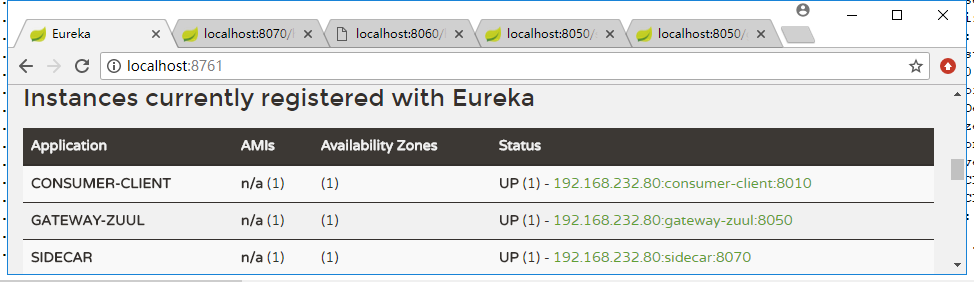 Eureka
localhost:8070/
localhost:8060/
localhost:8050/
localhost:8050/
localhost:8761
Instances currently registered with Eureka
Application AMIs Availability Zones Status
CONSUMER-CLIENT n/a (1) (1) UP (1) - 192.168.232.80:consumer-client:8010
GATEWAY-ZUUL n/a (1) (1) UP (1) - 192.168.232.80:gateway-zuul:8050
SIDECAR n/a (1) (1) UP (1) - 192.168.232.80:sidecar:8070